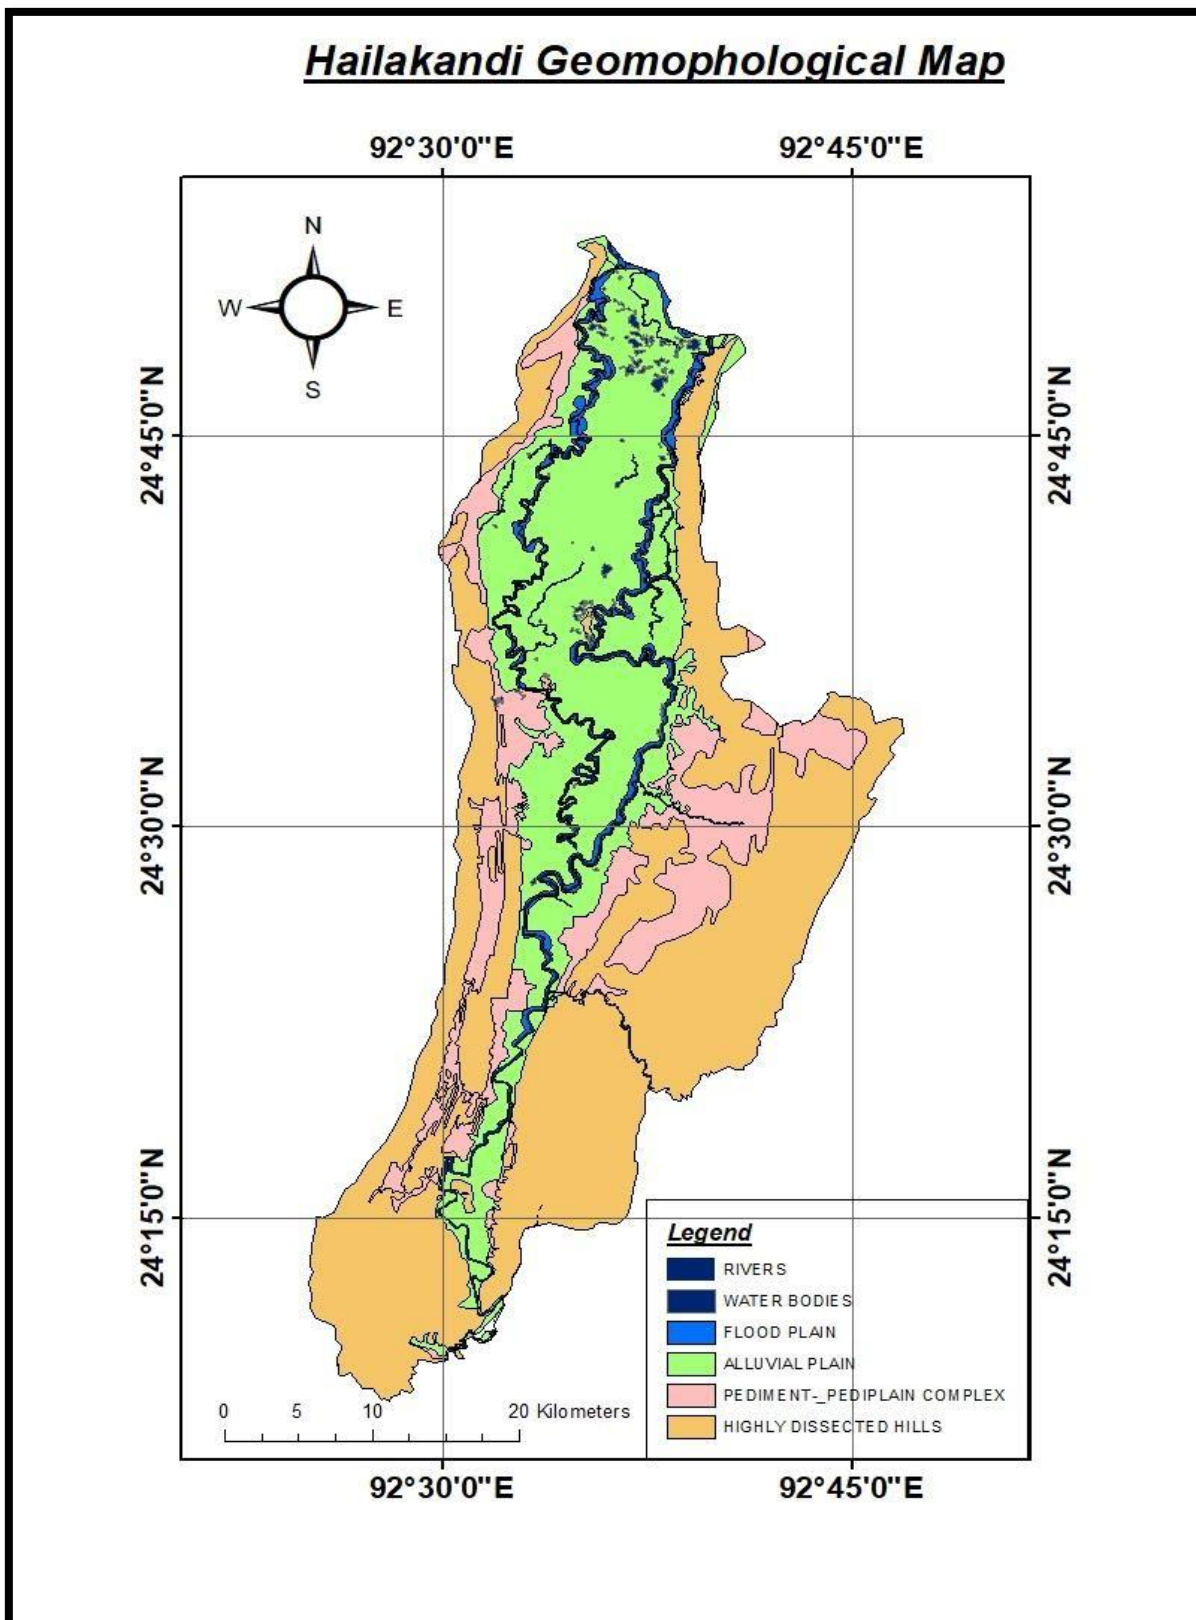 Hailakandi Geomophological Map
92°30'0"E 92°45'0"E
N
W E
S
24°45'0"N 24°45'0"N
24°30'0"N 24°30'0"N
24°15'0"N 24°15'0"N
Legend
RIVERS
WATER BODIES
FLOOD PLAIN
ALLUVIAL PLAIN
PEDIMENT-_PEDIPLAIN COMPLEX
HIGHLY DISSECTED HILLS
0 5 10 20 Kilometers
92°30'0"E 92°45'0"E